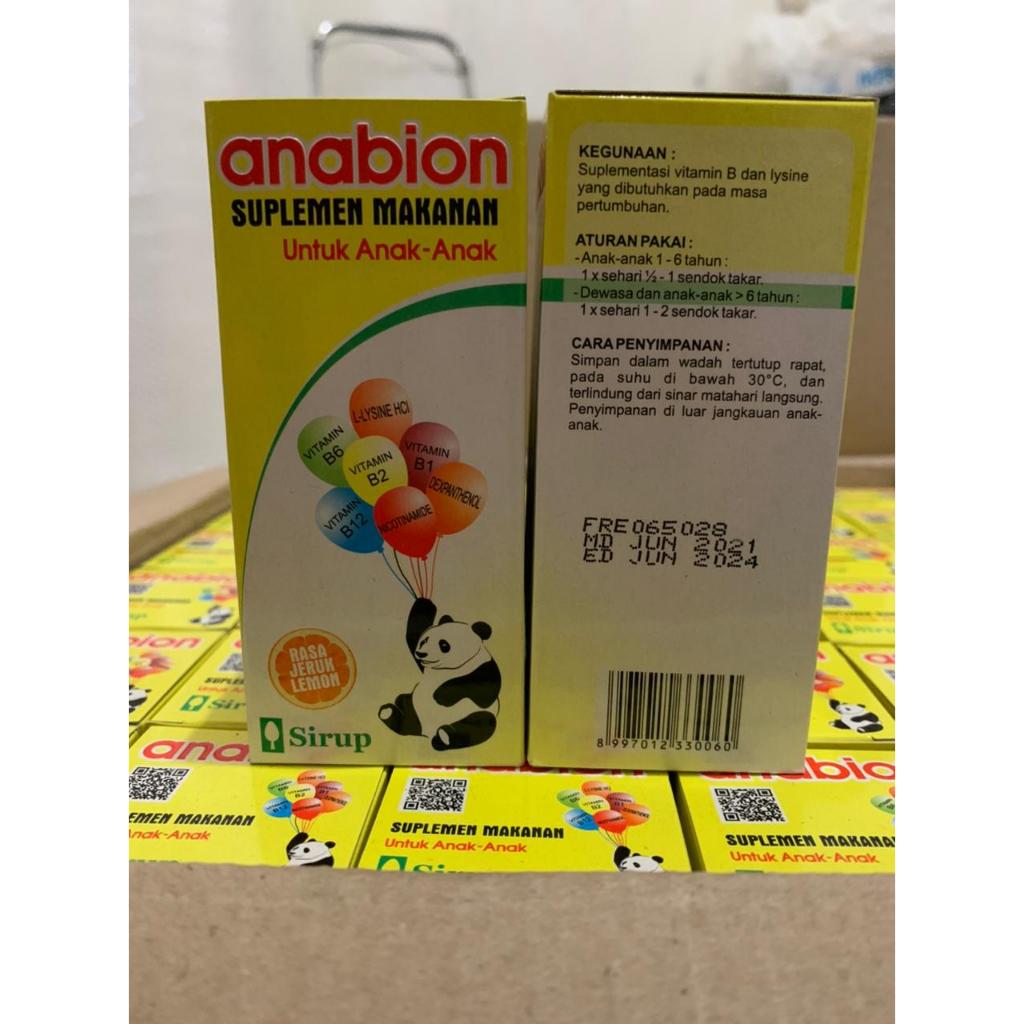 anabion
SUPLEMEN MAKANAN
Untuk Anak-Anak
L-LYSINE HCl
VITAMIN
B6
VITAMIN
B2
VITAMIN
B1
DEXPANTHENOL
VITAMIN
B12
NICOTINAMIDE
RASA
JERUK
LEMON
Sirup
KEGUNAAN :
Suplementasi vitamin B dan lysine
yang dibutuhkan pada masa
pertumbuhan.
ATURAN PAKAI :
-Anak-anak 1 - 6 tahun :
1 x sehari ½ - 1 sendok takar.
-Dewasa dan anak-anak > 6 tahun :
1 x sehari 1 - 2 sendok takar.
CARA PENYIMPANAN :
Simpan dalam wadah tertutup rapat,
pada suhu di bawah 30°C, dan
terlindung dari sinar matahari langsung.
Penyimpanan di luar jangkauan anak-
anak.
FRE065028
MD JUN 2021
ED JUN 2024
8 997012 330060
Sirup
ana
SUPLEMEN MAKANAN
Untuk Anak-Anak
SUPLEMEN MAKANAN
Untuk Anak-Anak
Sirup
anabion
SUPLEMEN MAKANA
Untuk Anak-Anak